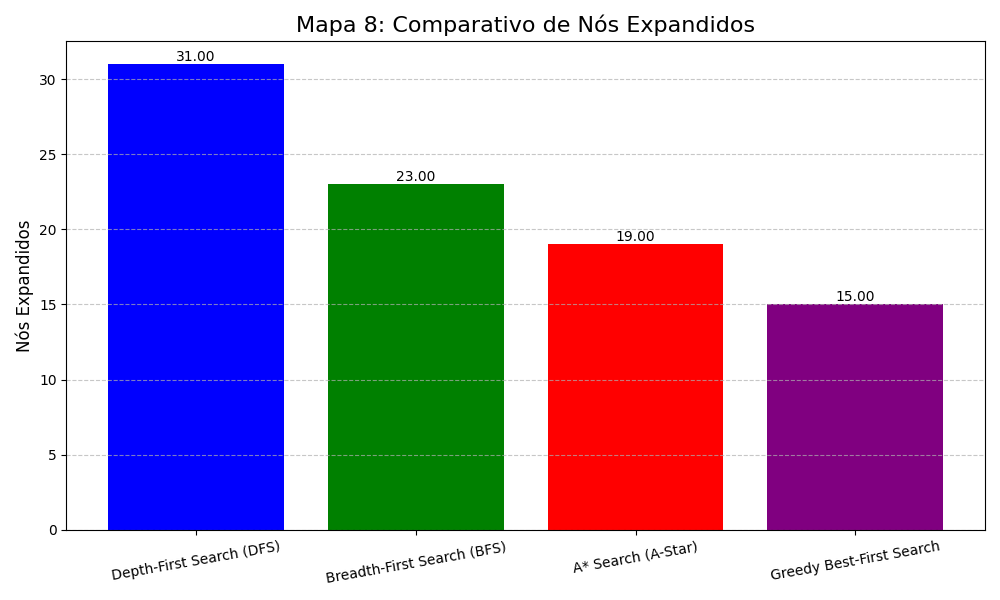 Mapa 8: Comparativo de Nós Expandidos
31.00
23.00
19.00
15.00
Nós Expandidos
30
25
20
15
10
5
0
Depth-First Search (DFS)
Breadth-First Search (BFS)
A* Search (A-Star)
Greedy Best-First Search